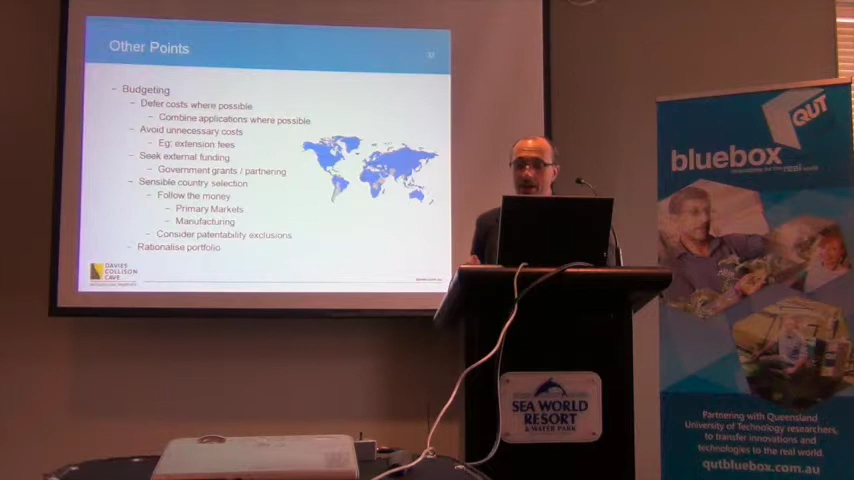 Other Points
– Budgeting
– Defer costs where possible
– Combine applications where possible
– Avoid unnecessary costs
– Eg: extension fees
– Seek external funding
– Government grants / partnering
– Sensible country selection
– Follow the money
– Primary Markets
– Manufacturing
– Consider patentability exclusions
– Rationalise portfolio
DAVIES
COLLISON
CAVE
SEA WORLD
RESORT
& WATER PARK
QUT
bluebox
Partnering with Queensland
University of Technology researchers,
to transfer innovations and
technologies to the real world.
qutbluebox.com.au